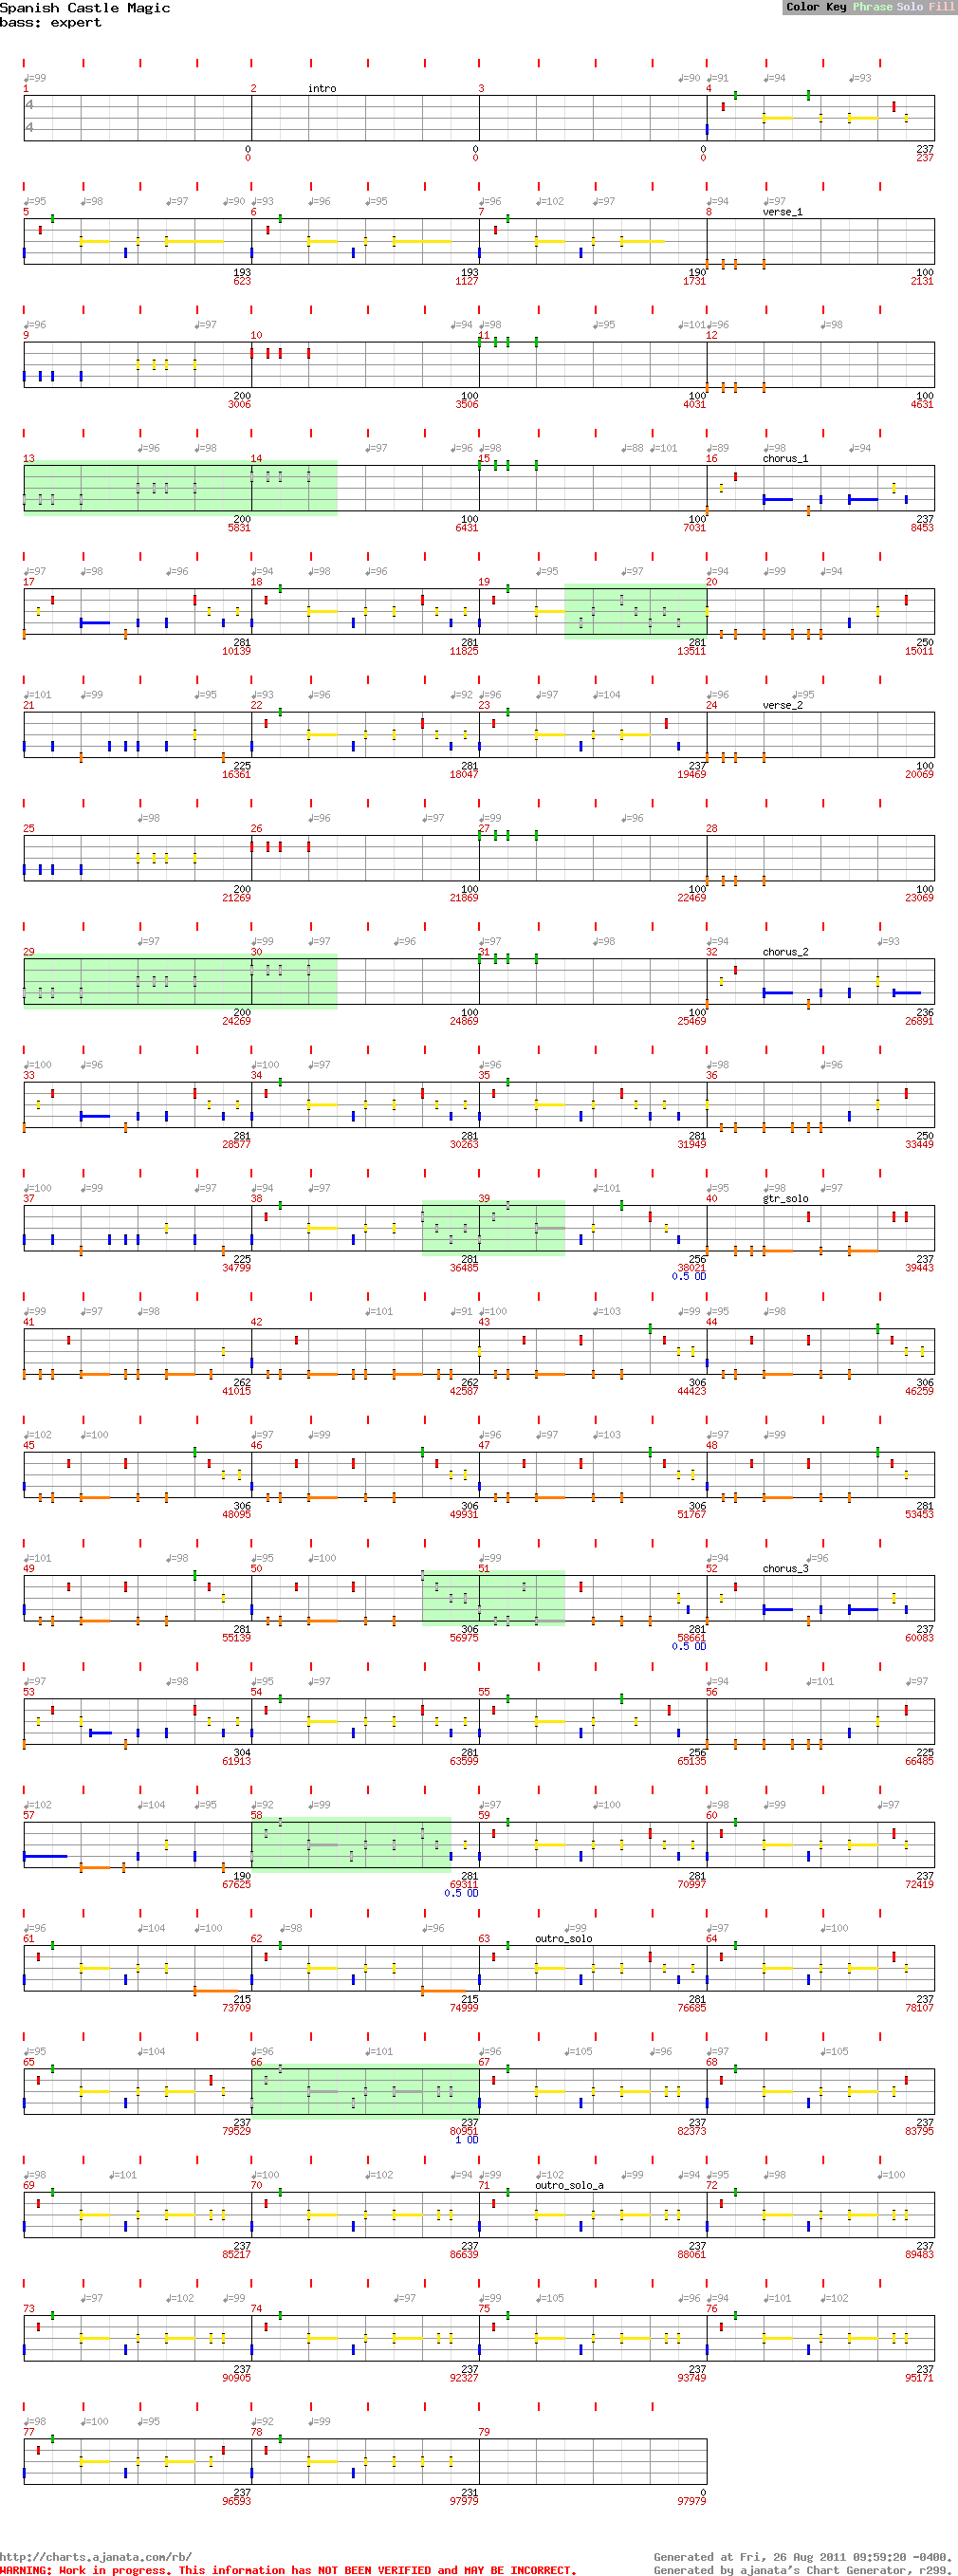 Spanish Castle Magic
bass: expert
Color Key Phrase Solo Fill
♩=99 ♩=90 ♩=91 ♩=94 ♩=93
1 2 intro 3 4
4
4
0 0 0 237
0 0 0 237
♩=95 ♩=98 ♩=97 ♩=90 ♩=93 ♩=96 ♩=95 ♩=96 ♩=102 ♩=97 ♩=94 ♩=97
5 6 7 8 verse_1
193 193 190 100
623 1127 1731 2131
♩=96 ♩=97 ♩=94 ♩=98 ♩=95 ♩=101 ♩=96 ♩=98
9 10 11 12
200 100 100 100
3006 3506 4031 4631
♩=96 ♩=98 ♩=97 ♩=96 ♩=98 ♩=88 ♩=101 ♩=89 ♩=98 ♩=94
13 14 15 16 chorus_1
200 100 100 237
5831 6431 7031 8453
♩=97 ♩=98 ♩=96 ♩=94 ♩=98 ♩=96 ♩=95 ♩=97 ♩=94 ♩=99 ♩=94
17 18 19 20
281 281 281 250
10139 11825 13511 15011
♩=101 ♩=99 ♩=95 ♩=93 ♩=96 ♩=92 ♩=96 ♩=97 ♩=104 ♩=96 ♩=95
21 22 23 24 verse_2
225 281 237 100
16361 18047 19469 20069
♩=98 ♩=96 ♩=97 ♩=99 ♩=96
25 26 27 28
200 100 100 100
21269 21869 22469 23069
♩=97 ♩=99 ♩=97 ♩=96 ♩=97 ♩=98 ♩=94 ♩=93
29 30 31 32 chorus_2
200 100 100 236
24269 24869 25469 26891
♩=100 ♩=96 ♩=100 ♩=97 ♩=96 ♩=98 ♩=96
33 34 35 36
281 281 281 250
28577 30263 31949 33449
♩=100 ♩=99 ♩=97 ♩=94 ♩=97 ♩=101 ♩=95 ♩=98 ♩=97
37 38 39 40 gtr_solo
225 281 256 237
34799 36485 38021 39443
0.5 OD
♩=99 ♩=97 ♩=98 ♩=101 ♩=91 ♩=100 ♩=103 ♩=99 ♩=95 ♩=98
41 42 43 44
262 262 306 306
41015 42587 44423 46259
♩=102 ♩=100 ♩=97 ♩=99 ♩=96 ♩=97 ♩=103 ♩=97 ♩=99
45 46 47 48
306 306 306 281
48095 49931 51767 53453
♩=101 ♩=98 ♩=95 ♩=100 ♩=99 ♩=94 ♩=96
49 50 51 52 chorus_3
281 306 281 237
55139 56975 58661 60083
0.5 OD
♩=97 ♩=98 ♩=95 ♩=97 ♩=94 ♩=101 ♩=97
53 54 55 56
304 281 256 225
61913 63599 65135 66485
♩=102 ♩=104 ♩=95 ♩=92 ♩=99 ♩=97 ♩=100 ♩=98 ♩=99 ♩=97
57 58 59 60
190 281 281 237
67625 69311 70997 72419
0.5 OD
♩=96 ♩=104 ♩=100 ♩=98 ♩=96 ♩=99 ♩=97 ♩=100
61 62 63 outro_solo 64
215 215 281 237
73709 74999 76685 78107
♩=95 ♩=104 ♩=96 ♩=101 ♩=96 ♩=105 ♩=96 ♩=97 ♩=105
65 66 67 68
237 237 237 237
79529 80951 82373 83795
1 OD
♩=98 ♩=101 ♩=100 ♩=102 ♩=94 ♩=99 ♩=102 ♩=99 ♩=94 ♩=95 ♩=98 ♩=100
69 70 71 outro_solo_a 72
237 237 237 237
85217 86639 88061 89483
♩=97 ♩=102 ♩=99 ♩=97 ♩=99 ♩=105 ♩=96 ♩=94 ♩=101 ♩=102
73 74 75 76
237 237 237 237
90905 92327 93749 95171
♩=98 ♩=100 ♩=95 ♩=92 ♩=99
77 78 79
237 231 0
96593 97979 97979
http://charts.ajanata.com/rb/
Generated at Fri, 26 Aug 2011 09:59:20 -0400.
WARNING: Work in progress. This information has NOT BEEN VERIFIED and MAY BE INCORRECT.
Generated by ajanata's Chart Generator, r299.